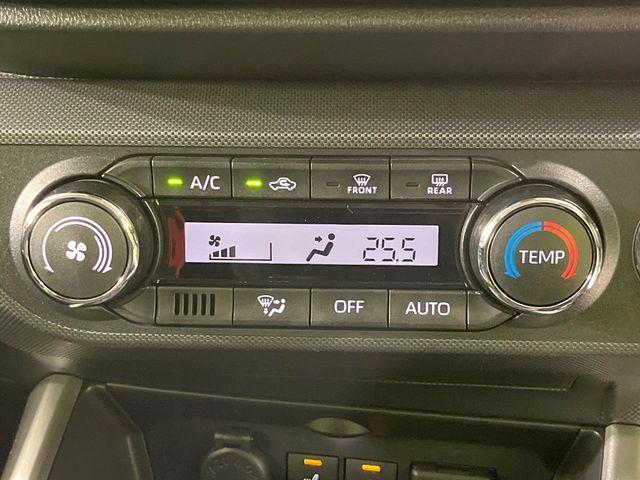 A/C
FRONT
REAR
25.5
TEMP
OFF
AUTO